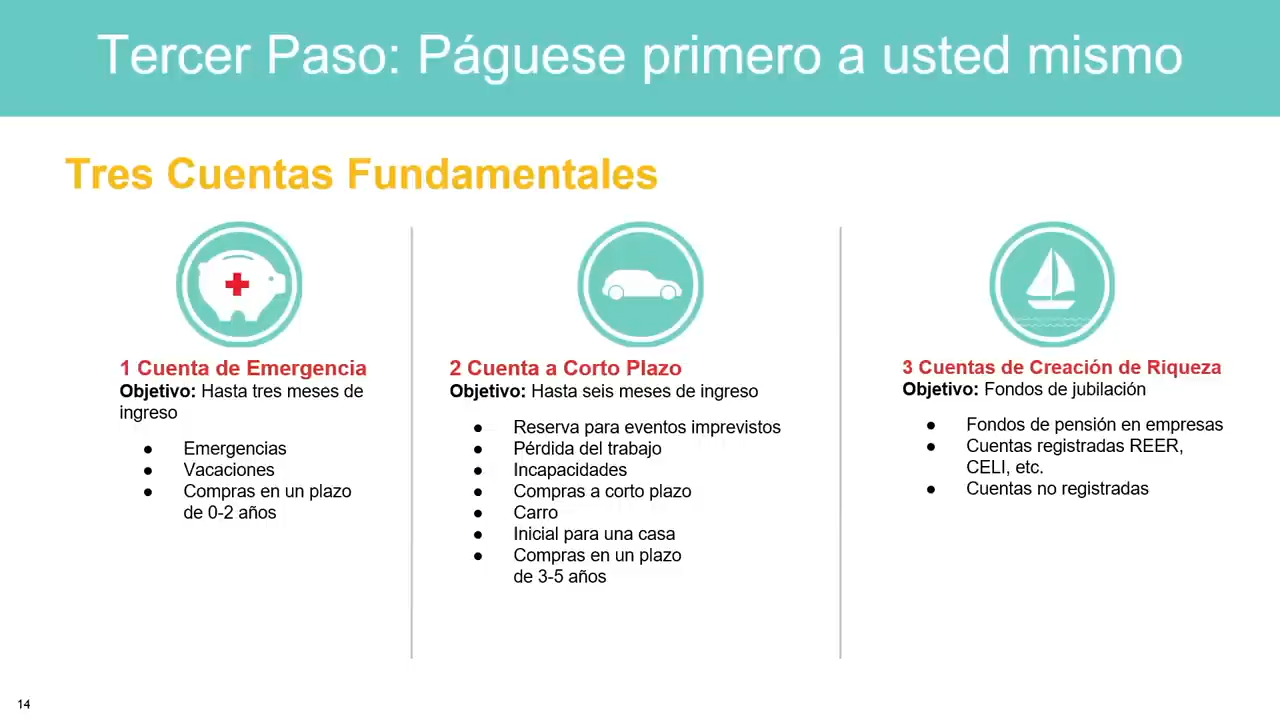 Tercer Paso: Páguese primero a usted mismo
Tres Cuentas Fundamentales
1 Cuenta de Emergencia
Objetivo: Hasta tres meses de
ingreso
● Emergencias
● Vacaciones
● Compras en un plazo
de 0-2 años
2 Cuenta a Corto Plazo
Objetivo: Hasta seis meses de ingreso
● Reserva para eventos imprevistos
● Pérdida del trabajo
● Incapacidades
● Compras a corto plazo
● Carro
● Inicial para una casa
● Compras en un plazo
de 3-5 años
3 Cuentas de Creación de Riqueza
Objetivo: Fondos de jubilación
● Fondos de pensión en empresas
● Cuentas registradas REER,
CELI, etc.
● Cuentas no registradas
14